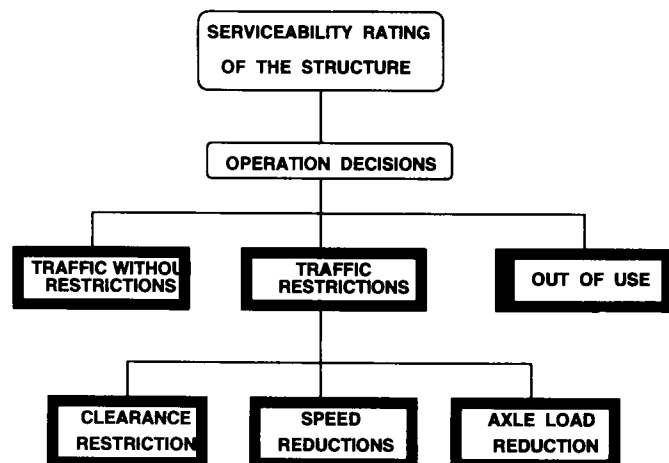 SERVICEABILITY RATING
OF THE STRUCTURE
OPERATION DECISIONS
TRAFFIC WITHOU
RESTRICTIONS
TRAFFIC
RESTRICTIONS
OUT OF USE
CLEARANCE
RESTRICTION
SPEED
REDUCTIONS
AXLE LOAD
REDUCTION